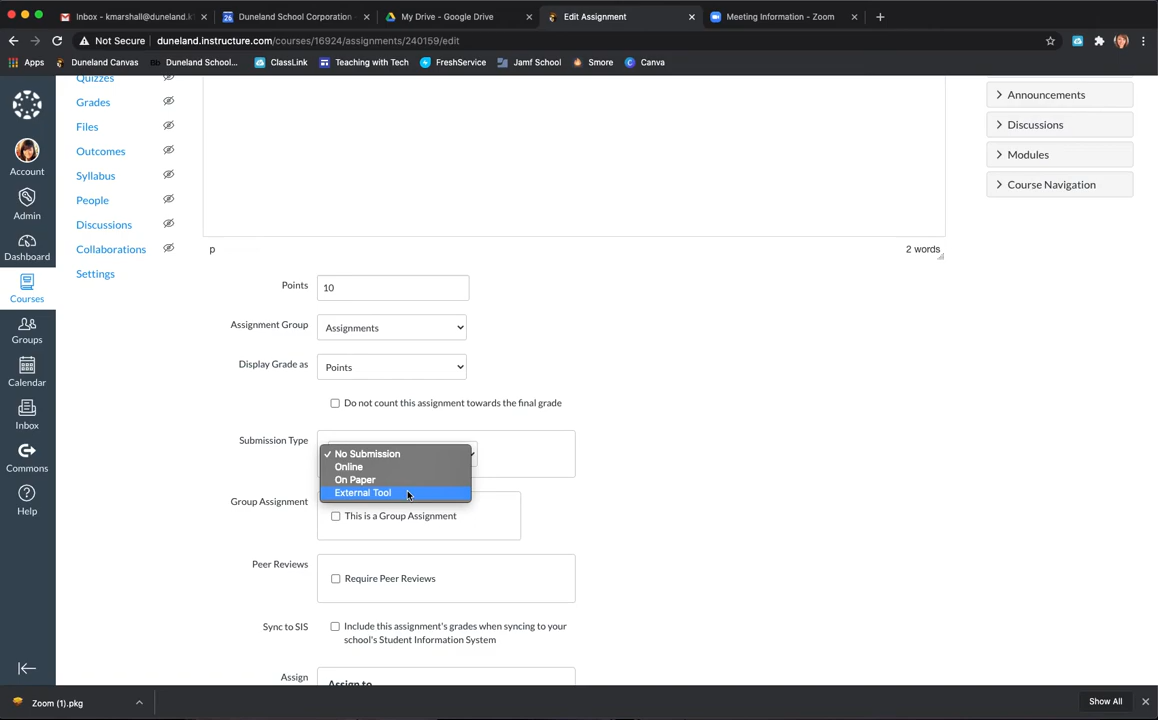 Inbox - kmarshall@duneland.k
Duneland School Corporation
My Drive - Google Drive
Edit Assignment
Meeting Information - Zoom
Not Secure
duneland.instructure.com/courses/16924/assignments/240159/edit
Apps
Duneland Canvas
Duneland School...
ClassLink
Teaching with Tech
FreshService
Jamf School
Smore
Canva
Account
Admin
Dashboard
Courses
Groups
Calendar
Inbox
Commons
Help
Quizzes
Grades
Files
Outcomes
Syllabus
People
Discussions
Collaborations
Settings
p
2 words
Points
10
Assignment Group
Assignments
Display Grade as
Points
Do not count this assignment towards the final grade
Submission Type
✓ No Submission
Online
On Paper
External Tool
Group Assignment
This is a Group Assignment
Peer Reviews
Require Peer Reviews
Sync to SIS
Include this assignment's grades when syncing to your
school's Student Information System
Assign
Assign to
Announcements
Discussions
Modules
Course Navigation
Zoom (1).pkg
Show All